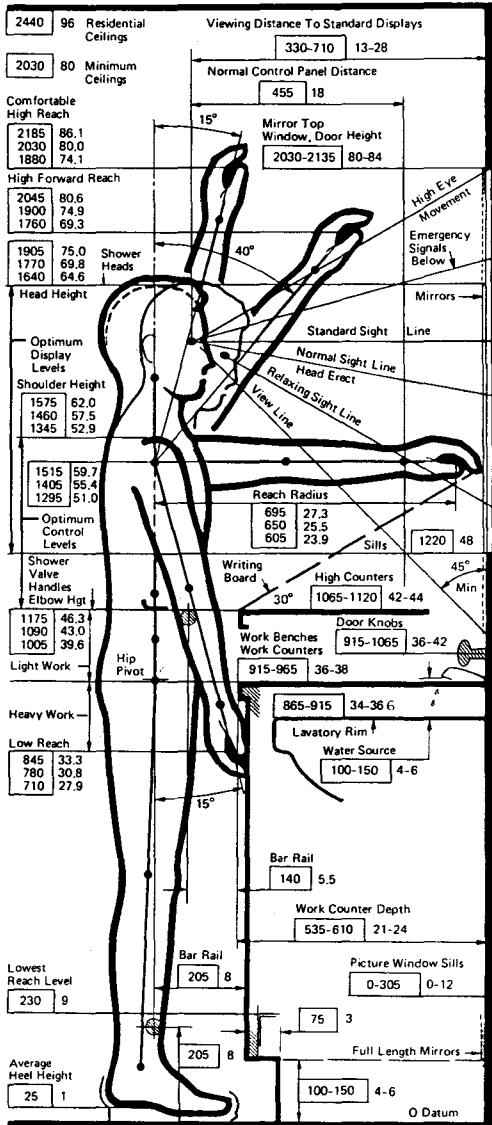 2440 96 Residential
Ceilings
Viewing Distance To Standard Displays
330-710 13-28
2030 80 Minimum
Ceilings
Normal Control Panel Distance
455 18
Comfortable
High Reach
2185 86.1
2030 80.0
1880 74.1
15°
Mirror Top
Window, Door Height
2030-2135 80-84
High Forward Reach
2045 80.6
1900 74.9
1760 69.3
High Eye
Movement
1905 75.0
1770 69.8
1640 64.6
Shower
Heads
40°
Emergency
Signals
Below
Head Height
Mirrors
Standard Sight Line
Optimum
Display
Levels
Normal Sight Line
Head Erect
Relaxing Sight Line
View Line
Shoulder Height
1575 62.0
1460 57.5
1345 52.9
1515 59.7
1405 55.4
1295 51.0
Reach Radius
695 27.3
650 25.5
605 23.9
Optimum
Control
Levels
Sills 1220 48
Shower
Valve
Handles
Elbow Hgt
Writing
Board
30°
45°
Min
High Counters
1065-1120 42-44
1175 46.3
1090 43.0
1005 39.6
Door Knobs
915-1065 36-42
Work Benches
Work Counters
915-965 36-38
Light Work
Hip
Pivot
865-915 34-36 6
Heavy Work
Lavatory Rim
Water Source
100-150 4-6
Low Reach
845 33.3
780 30.8
710 27.9
15°
Bar Rail
140 5.5
Work Counter Depth
535-610 21-24
Bar Rail
205 8
Picture Window Sills
0-305 0-12
Lowest
Reach Level
230 9
75 3
205 8
Full Length Mirrors
Average
Heel Height
25 1
100-150 4-6
O Datum